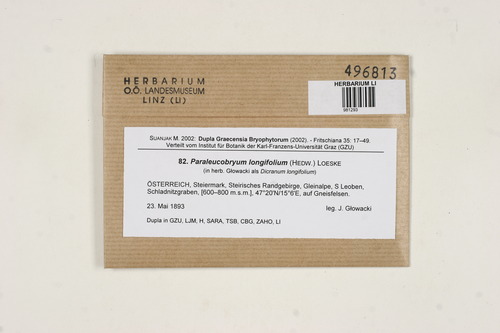 496813
HERBARIUM
O.Ö. LANDESMUSEUM
LINZ (LI)
HERBARIUM LI
981293
SUANJAK M. 2002: Dupla Graecensia Bryophytorum (2002). - Fritschiana 35: 17–49.
Verteilt vom Institut für Botanik der Karl-Franzens-Universität Graz (GZU)
82. Paraleucobryum longifolium (HEDW.) LOESKE
(in herb. Głowacki als Dicranum longifolium)
ÖSTERREICH, Steiermark, Steirisches Randgebirge, Gleinalpe, S Leoben,
Schladnitzgraben, [600–800 m.s.m.], 47°20'N/15°6'E, auf Gneisfelsen.
23. Mai 1893 leg. J. Głowacki
Dupla in GZU, LJM, H, SARA, TSB, CBG, ZAHO, LI